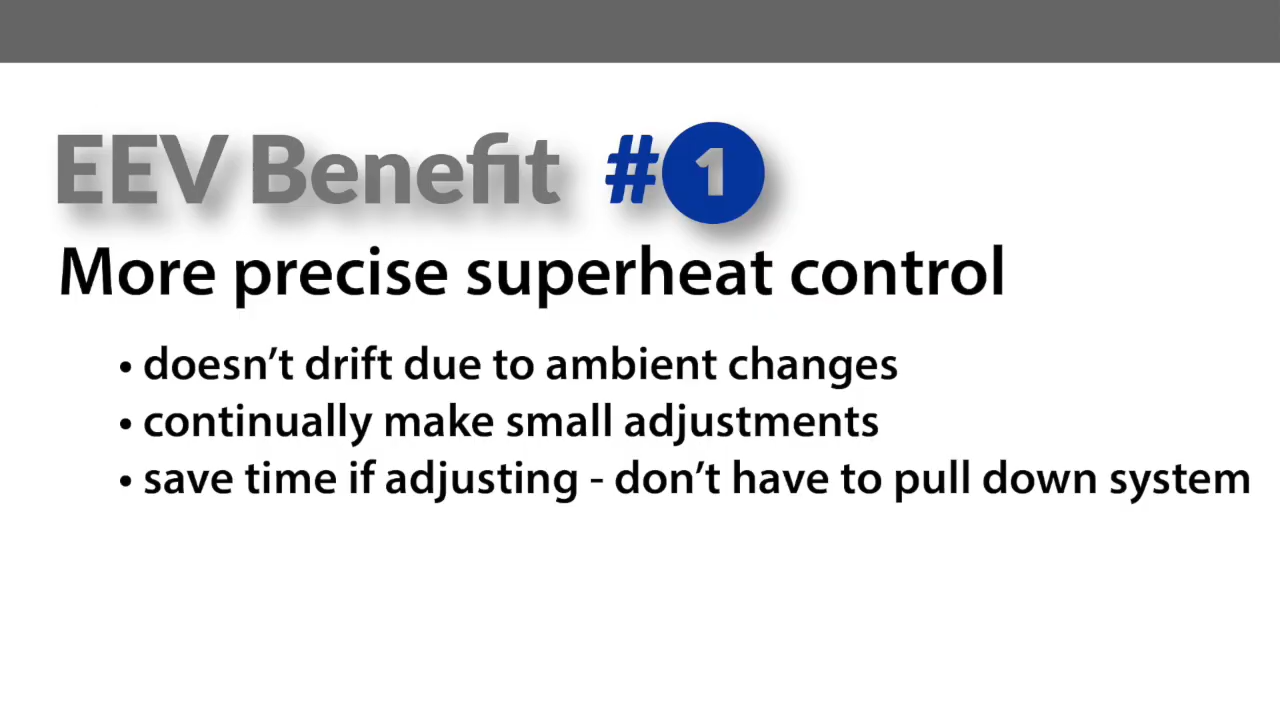 EEV Benefit #1
More precise superheat control
• doesn’t drift due to ambient changes
• continually make small adjustments
• save time if adjusting - don’t have to pull down system